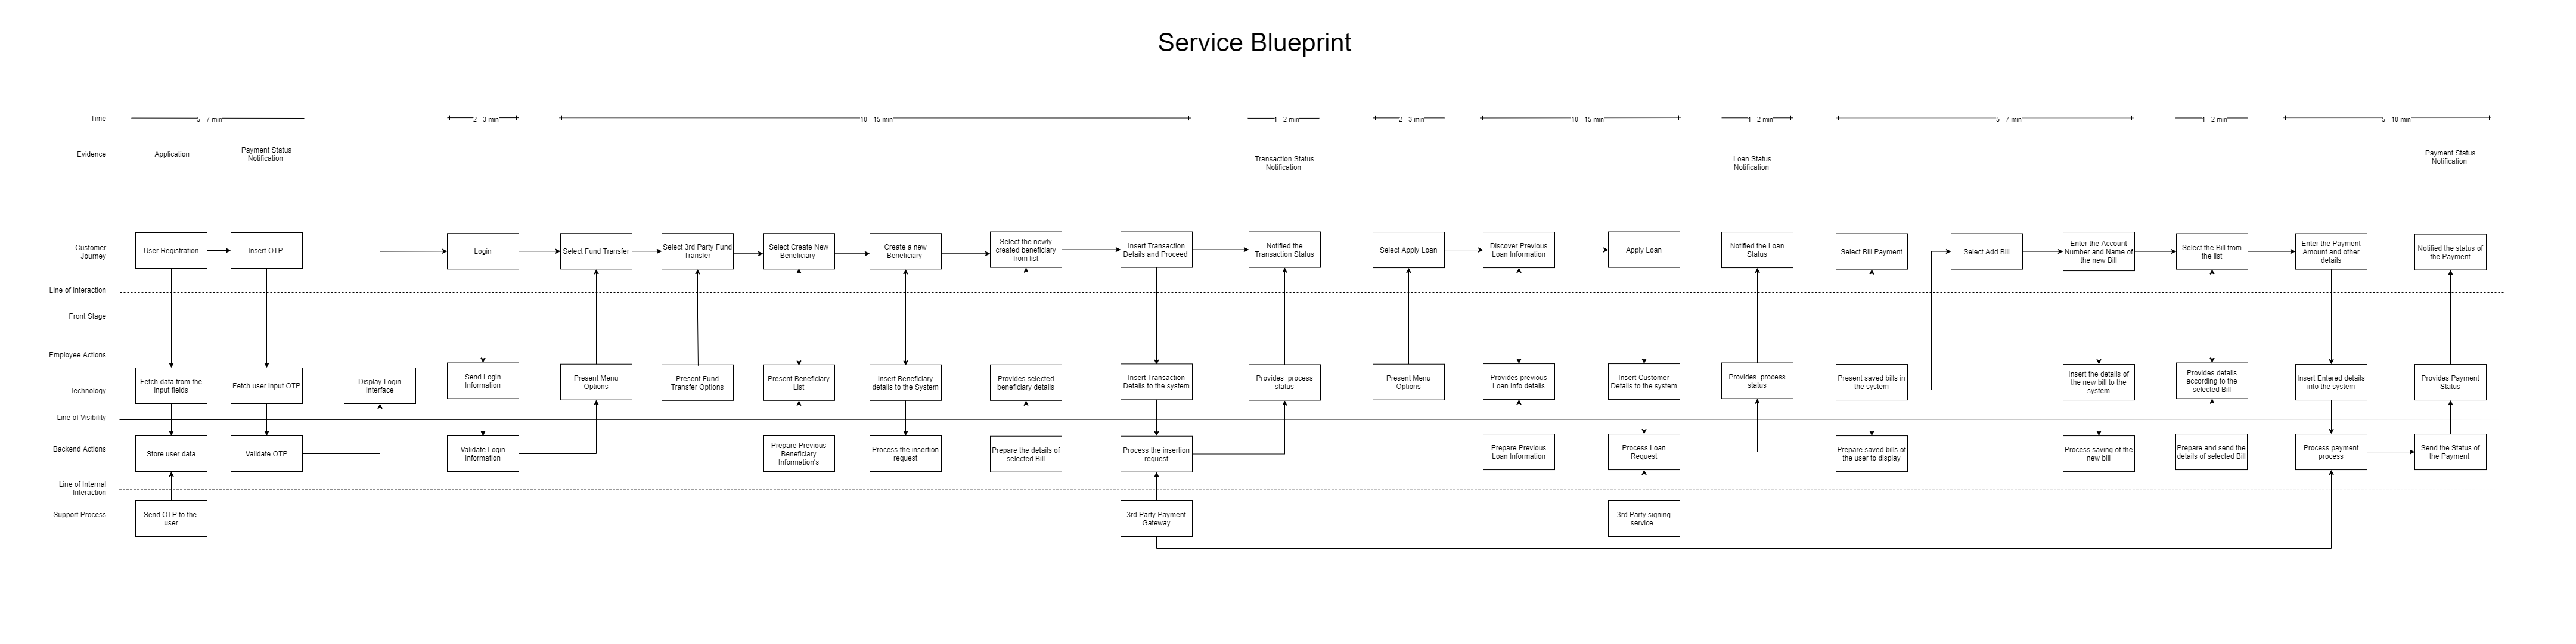 Service Blueprint
Time
5 - 7 min
2 - 3 min
10 - 15 min
1 - 2 min
2 - 3 min
10 - 15 min
1 - 2 min
5 - 7 min
1 - 2 min
5 - 10 min
Evidence
Application
Payment Status
Notification
Transaction Status
Notification
Loan Status
Notification
Payment Status
Notification
Customer
Journey
User Registration
Insert OTP
Login
Select Fund Transfer
Select 3rd Party Fund
Transfer
Select Create New
Beneficiary
Create a new
Beneficiary
Select the newly
created beneficiary
from list
Insert Transaction
Details and Proceed
Notified the
Transaction Status
Select Apply Loan
Discover Previous
Loan Information
Apply Loan
Notified the Loan
Status
Select Bill Payment
Select Add Bill
Enter the Account
Number and Name of
the new Bill
Select the Bill from
the list
Enter the Payment
Amount and other
details
Notified the status of
the Payment
Line of Interaction
Front Stage
Employee Actions
Technology
Fetch data from the
input fields
Fetch user input OTP
Display Login
Interface
Send Login
Information
Present Menu
Options
Present Fund
Transfer Options
Present Beneficiary
List
Insert Beneficiary
details to the System
Provides selected
beneficiary details
Insert Transaction
Details to the system
Provides process
status
Present Menu
Options
Provides previous
Loan Info details
Insert Customer
Details to the system
Provides process
status
Present saved bills in
the system
Insert the details of
the new bill to the
system
Provides details
according to the
selected Bill
Insert Entered details
into the system
Provides Payment
Status
Line of Visibility
Backend Actions
Store user data
Validate OTP
Validate Login
Information
Prepare Previous
Beneficiary
Information's
Process the insertion
request
Prepare the details of
selected Bill
Process the insertion
request
Prepare Previous
Loan Information
Process Loan
Request
Prepare saved bills of
the user to display
Process saving of the
new bill
Prepare and send the
details of selected Bill
Process payment
process
Send the Status of
the Payment
Line of Internal
Interaction
Support Process
Send OTP to the
user
3rd Party Payment
Gateway
3rd Party signing
service